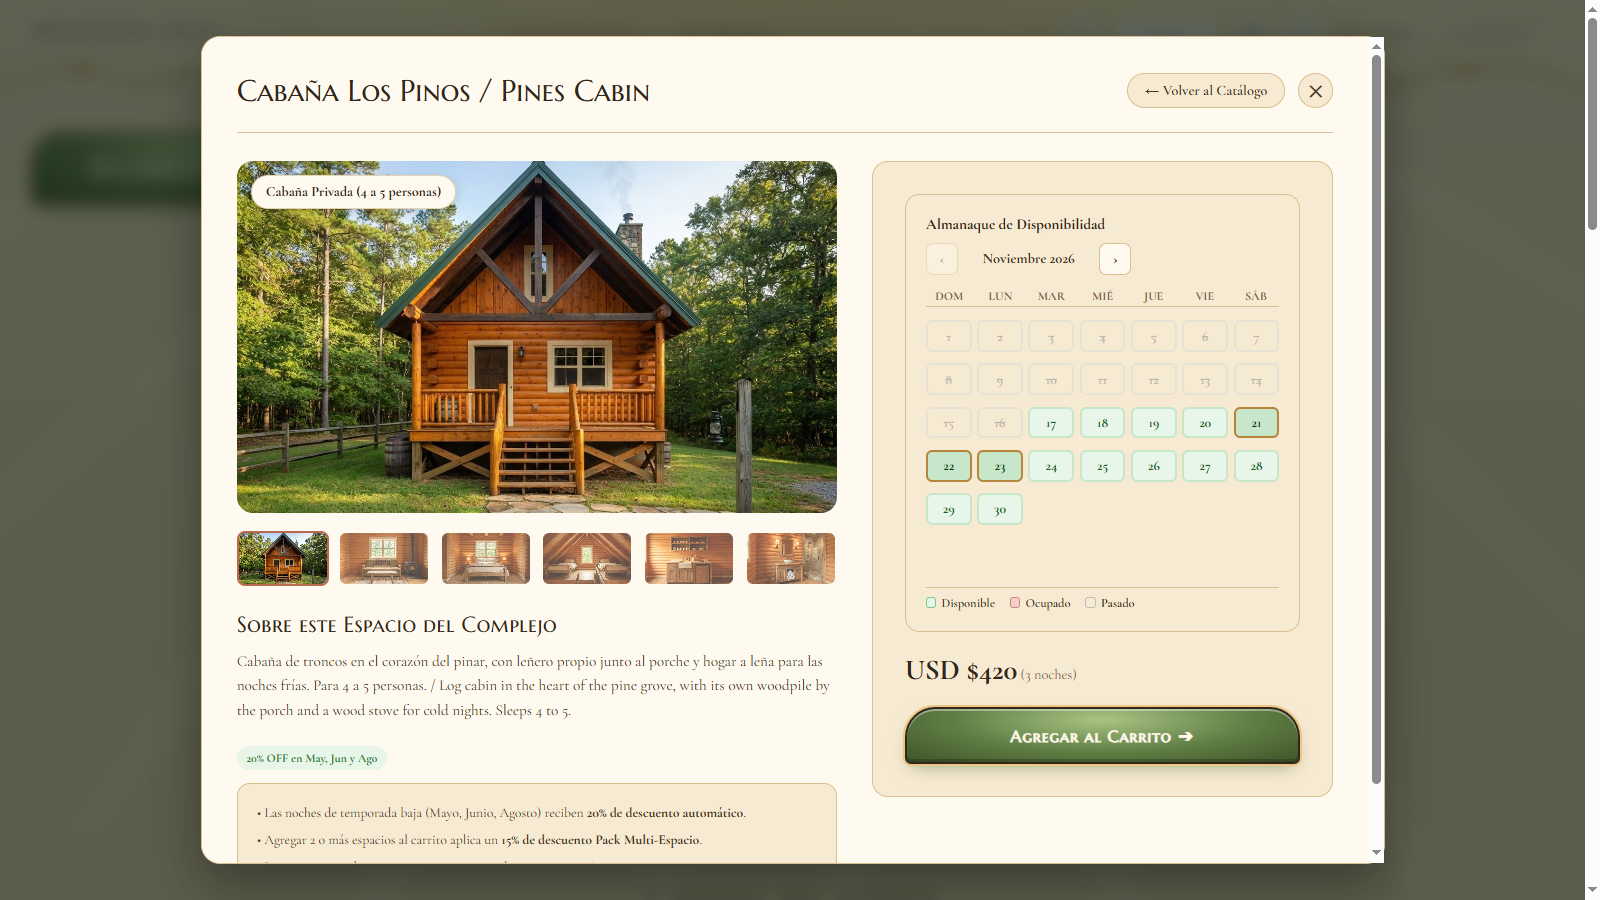 Cabaña Los Pinos / Pines Cabin
← Volver al Catálogo
Cabaña Privada (4 a 5 personas)
Almanaque de Disponibilidad
‹ Noviembre 2026 ›
DOM LUN MAR MIÉ JUE VIE SÁB
1 2 3 4 5 6 7
8 9 10 11 12 13 14
15 16 17 18 19 20 21
22 23 24 25 26 27 28
29 30
Disponible Ocupado Pasado
USD $420 (3 noches)
Agregar al Carrito ➔
Sobre este Espacio del Complejo
Cabaña de troncos en el corazón del pinar, con leñero propio junto al porche y hogar a leña para las
noches frías. Para 4 a 5 personas. / Log cabin in the heart of the pine grove, with its own woodpile by
the porch and a wood stove for cold nights. Sleeps 4 to 5.
20% OFF en May, Jun y Ago
• Las noches de temporada baja (Mayo, Junio, Agosto) reciben 20% de descuento automático.
• Agregar 2 o más espacios al carrito aplica un 15% de descuento Pack Multi-Espacio.